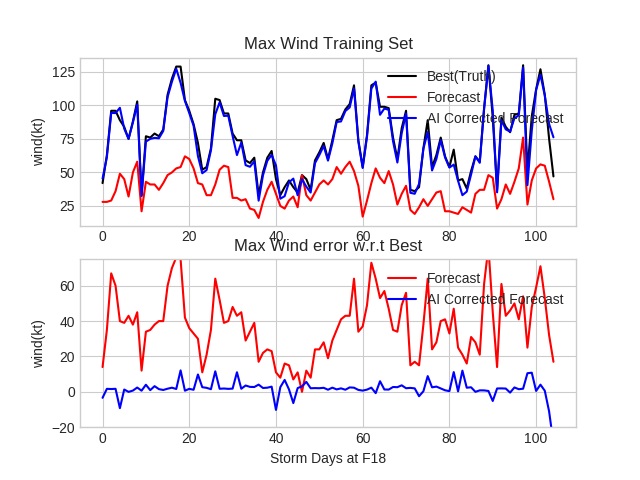 Max Wind Training Set
125
100
75
50
25
wind(kt)
Best(Truth)
Forecast
AI Corrected Forecast
0 20 40 60 80 100
Max Wind error w.r.t Best
60
40
20
0
−20
wind(kt)
Forecast
AI Corrected Forecast
0 20 40 60 80 100
Storm Days at F18